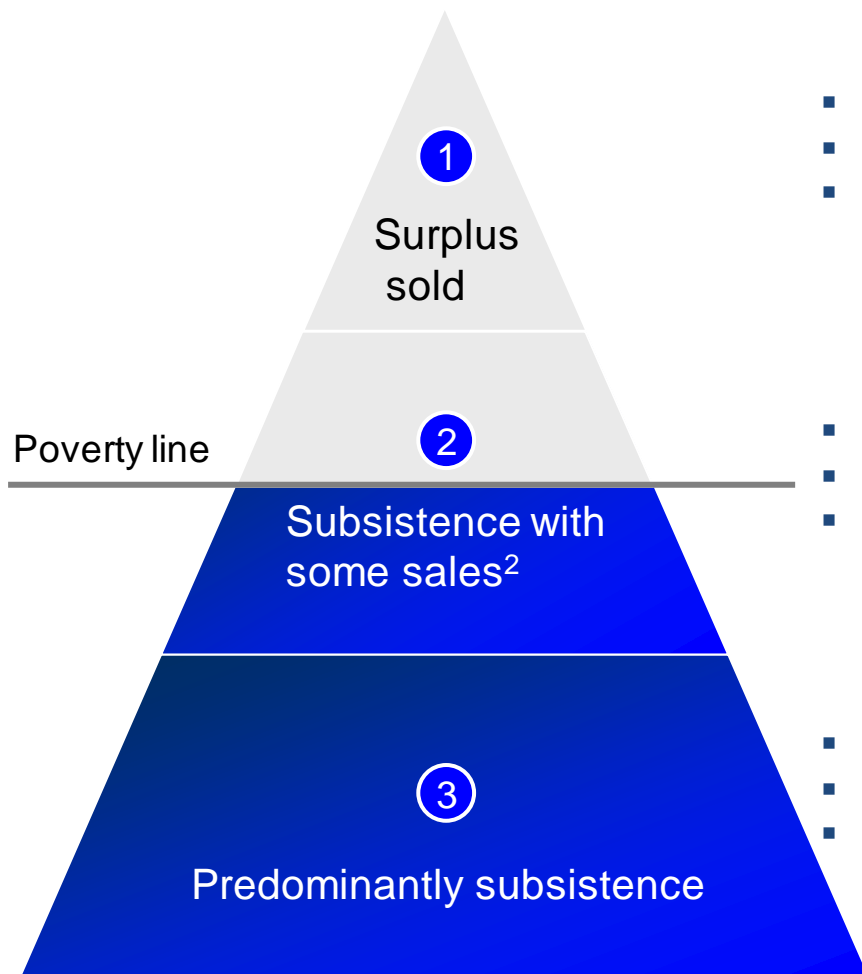 1
Surplus
sold
2
Poverty line
Subsistence with
some sales²
3
Predominantly subsistence